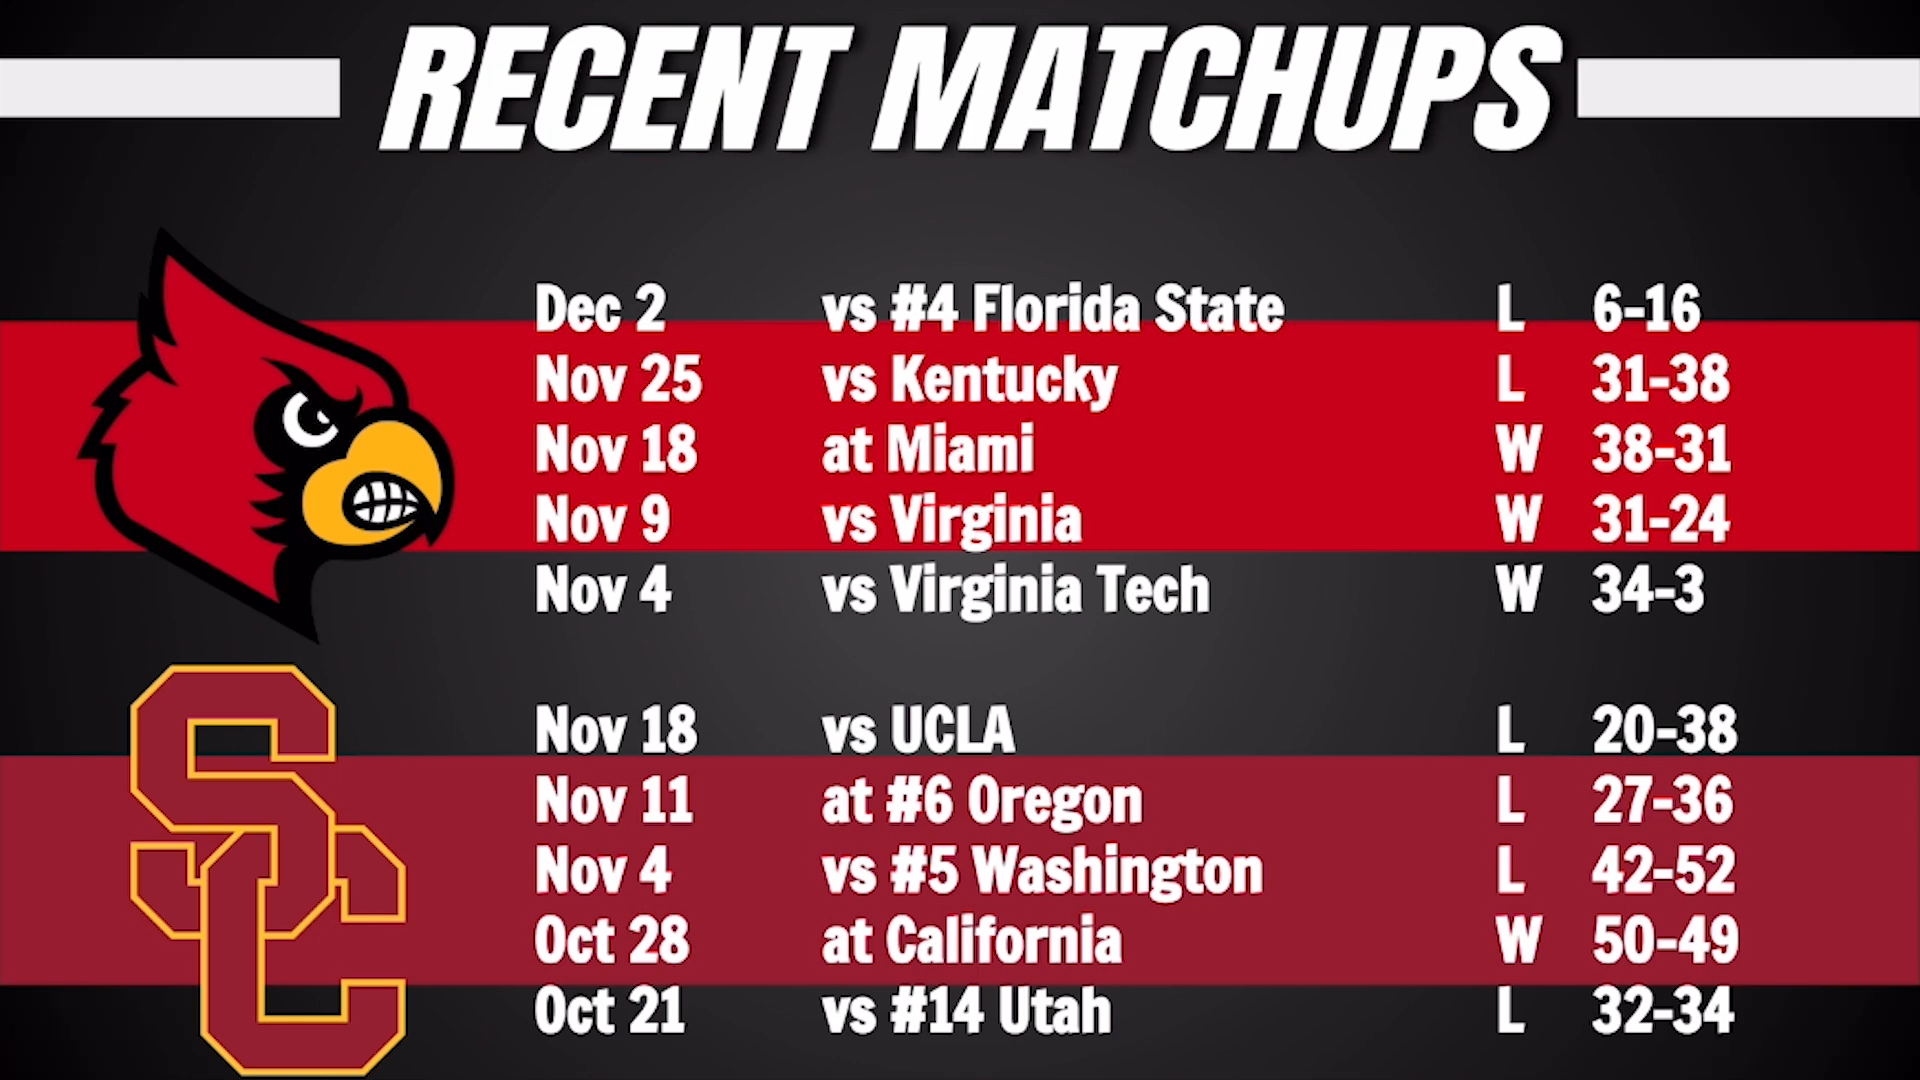 RECENT MATCHUPS
Dec 2 vs #4 Florida State L 6-16
Nov 25 vs Kentucky L 31-38
Nov 18 at Miami W 38-31
Nov 9 vs Virginia W 31-24
Nov 4 vs Virginia Tech W 34-3
SC
Nov 18 vs UCLA L 20-38
Nov 11 at #6 Oregon L 27-36
Nov 4 vs #5 Washington L 42-52
Oct 28 at California W 50-49
Oct 21 vs #14 Utah L 32-34